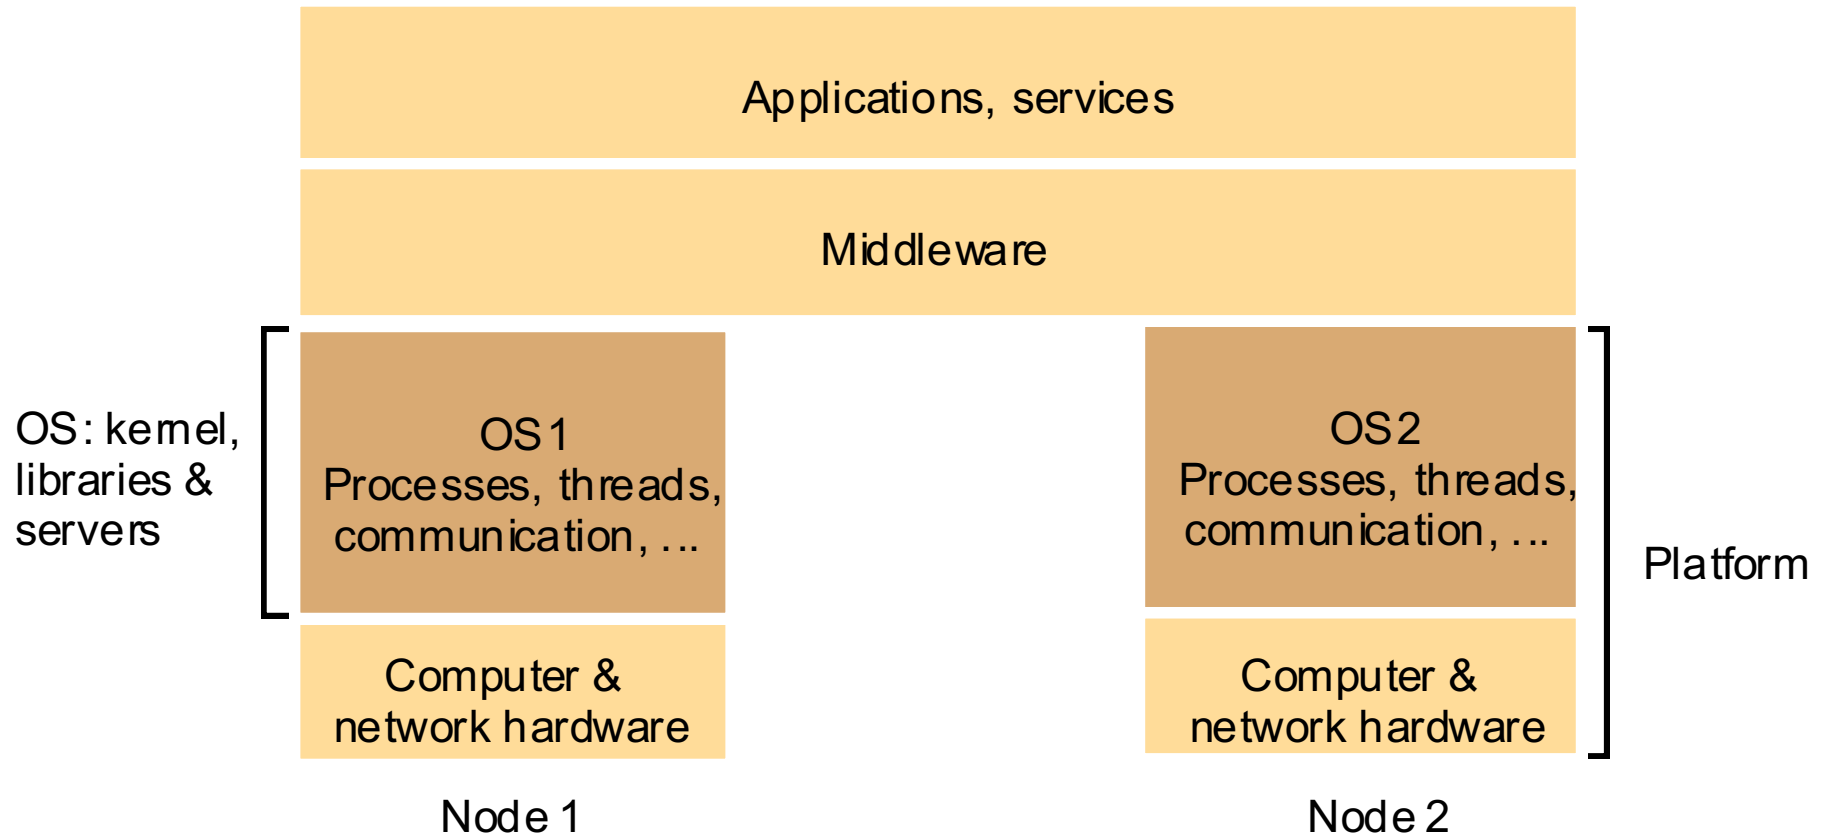 Applications, services
Middleware
OS: kernel,
libraries &
servers
OS1
Processes, threads,
communication, ...
OS2
Processes, threads,
communication, ...
Platform
Computer &
network hardware
Computer &
network hardware
Node 1
Node 2